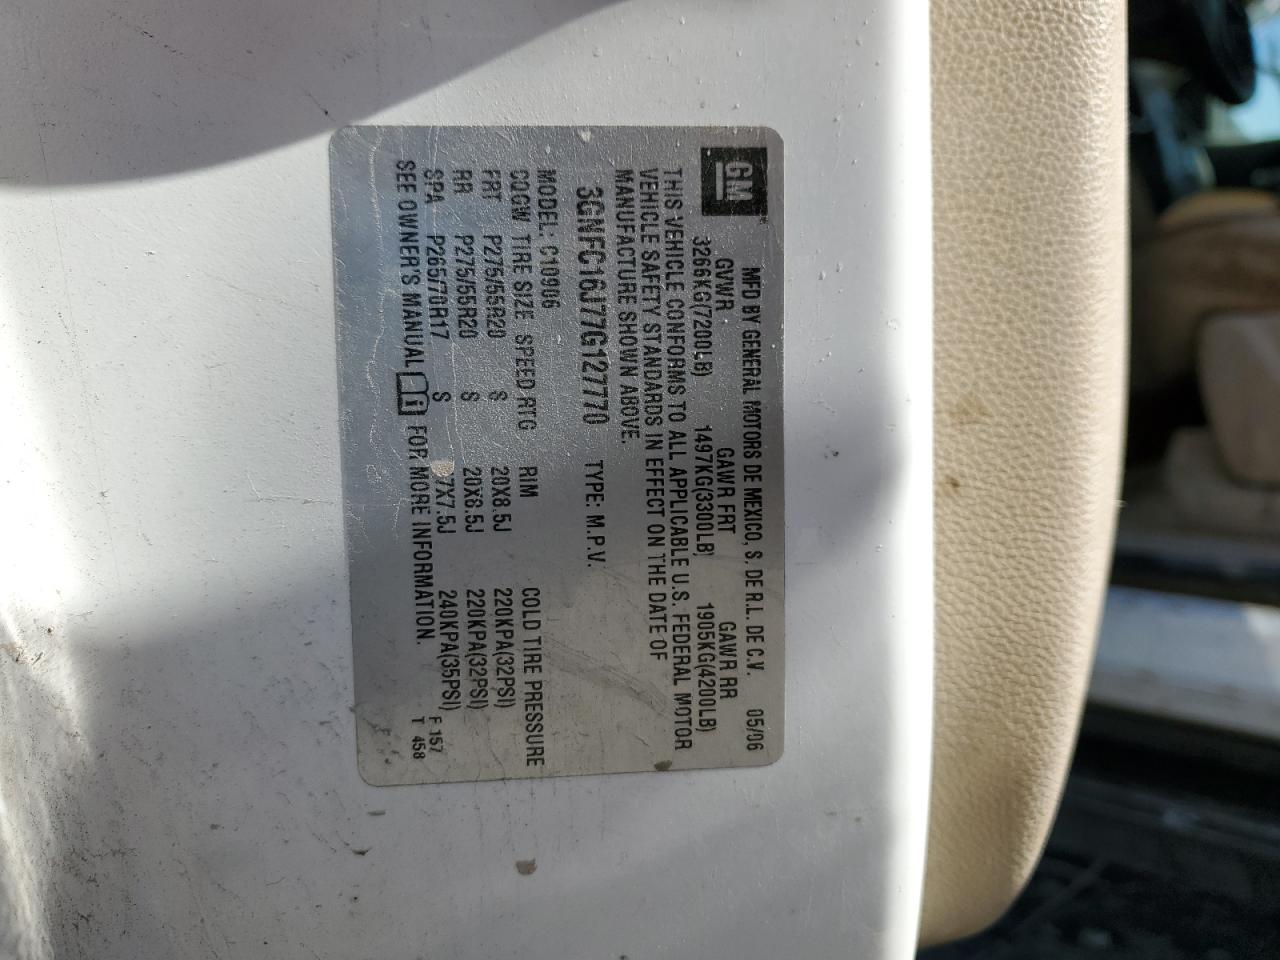 GM
MFD BY GENERAL MOTORS DE MEXICO, S. DE R.L. DE C.V. 05/06
GVWR GAWR FRT GAWR RR
3266KG(7200LB) 1497KG(3300LB) 1905KG(4200LB)
THIS VEHICLE CONFORMS TO ALL APPLICABLE U.S. FEDERAL MOTOR
VEHICLE SAFETY STANDARDS IN EFFECT ON THE DATE OF
MANUFACTURE SHOWN ABOVE.
3GNFC16J77G127770 TYPE: M.P.V.
MODEL: C10906
CQGW TIRE SIZE SPEED RTG RIM COLD TIRE PRESSURE
FRT P275/55R20 S 20X8.5J 220KPA(32PSI)
RR P275/55R20 S 20X8.5J 220KPA(32PSI)
SPA P265/70R17 S 7X7.5J 240KPA(35PSI) F 157
SEE OWNER'S MANUAL i FOR MORE INFORMATION. T 458